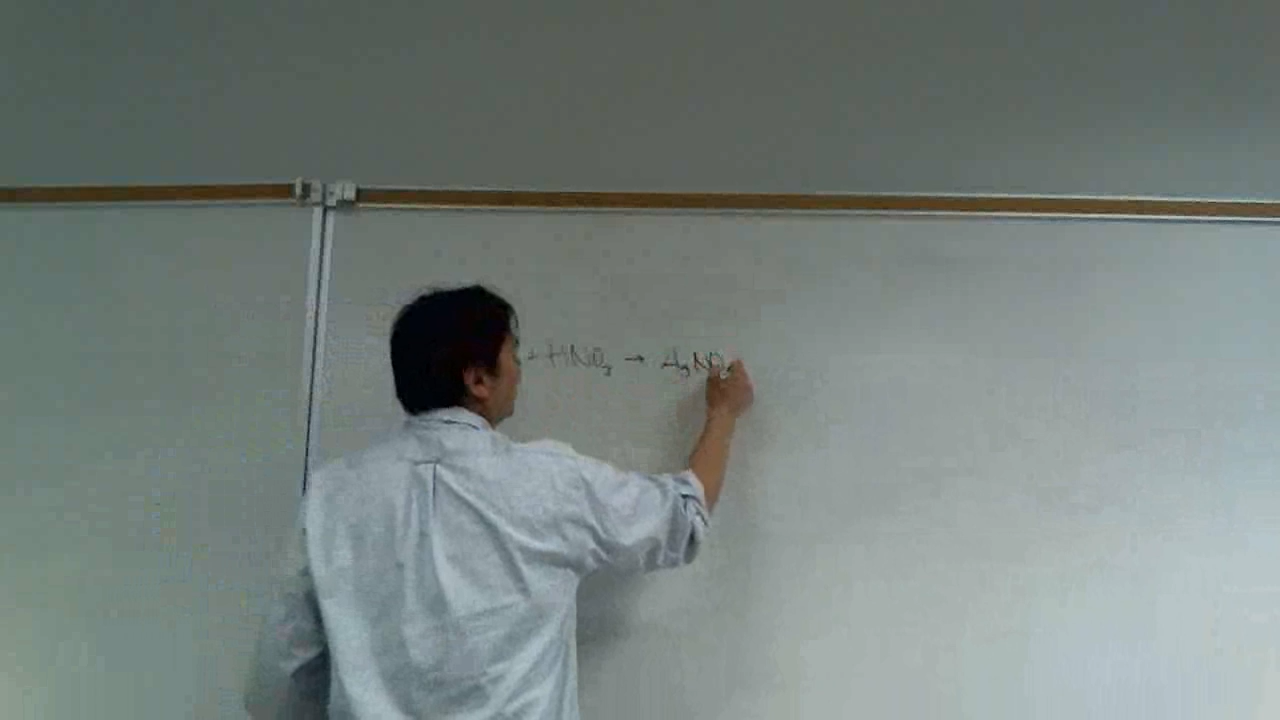 + HNO₃ → AgNO₃